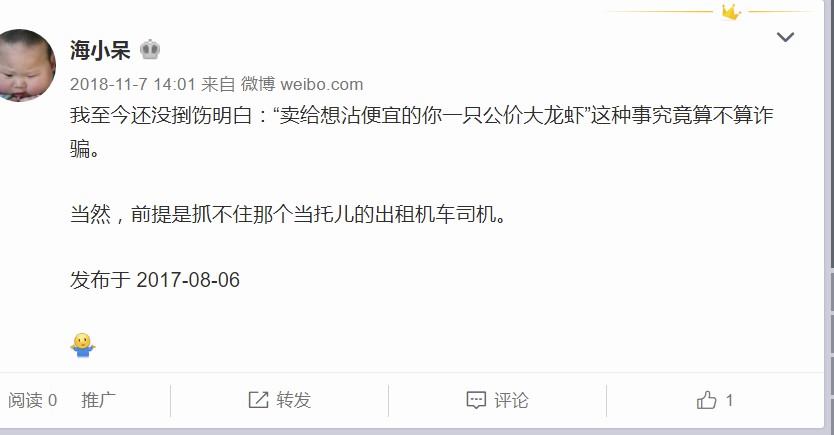 海小呆
2018-11-7 14:01 来自 微博 weibo.com
我至今还没捯饬明白：“卖给想沾便宜的你一只公价大龙虾”这种事究竟算不算诈
骗。
当然，前提是抓不住那个当托儿的出租机车司机。
发布于 2017-08-06
阅读 0 推广 转发 评论 1